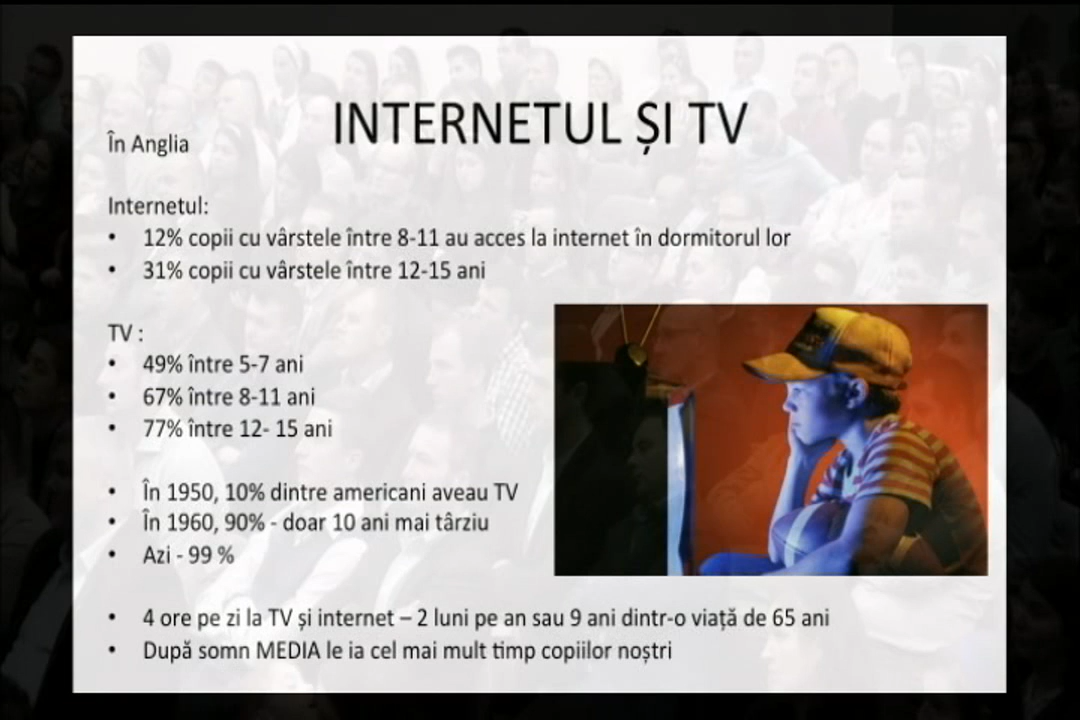 INTERNETUL ȘI TV
În Anglia
Internetul:
• 12% copii cu vârstele între 8-11 au acces la internet în dormitorul lor
• 31% copii cu vârstele între 12-15 ani
TV :
• 49% între 5-7 ani
• 67% între 8-11 ani
• 77% între 12- 15 ani
• În 1950, 10% dintre americani aveau TV
• În 1960, 90% - doar 10 ani mai târziu
• Azi - 99 %
• 4 ore pe zi la TV și internet – 2 luni pe an sau 9 ani dintr-o viață de 65 ani
• După somn MEDIA le ia cel mai mult timp copiilor noștri